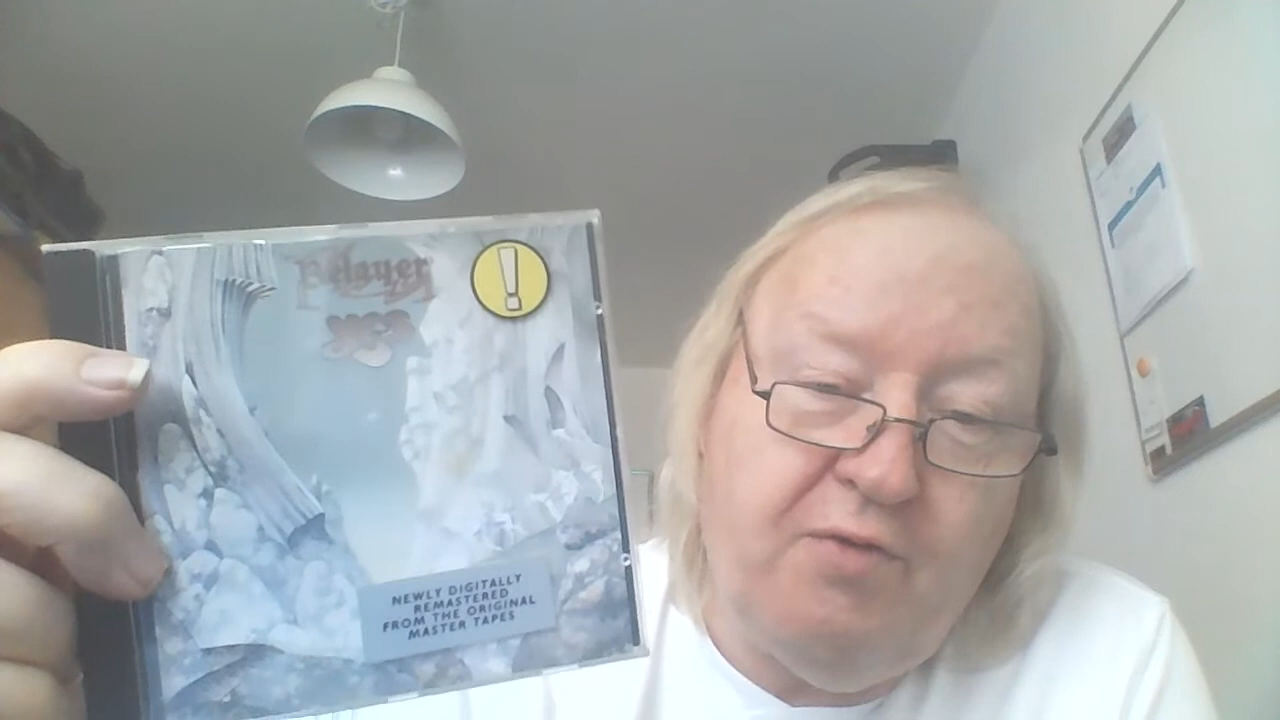 Relayer
YES
!
NEWLY DIGITALLY
REMASTERED
FROM THE ORIGINAL
MASTER TAPES